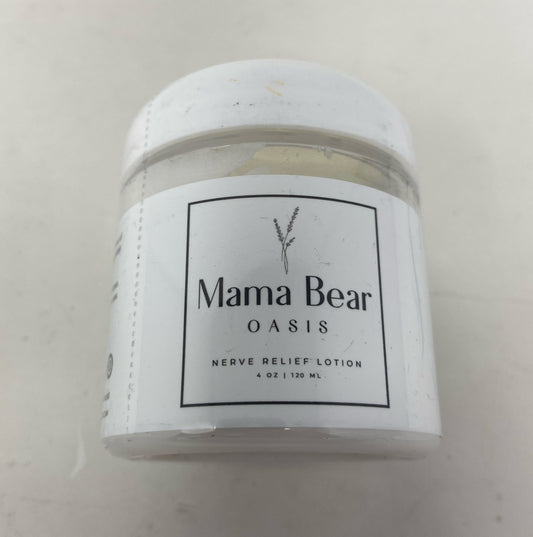 Mama Bear
OASIS
NERVE RELIEF LOTION
4 OZ | 120 ML